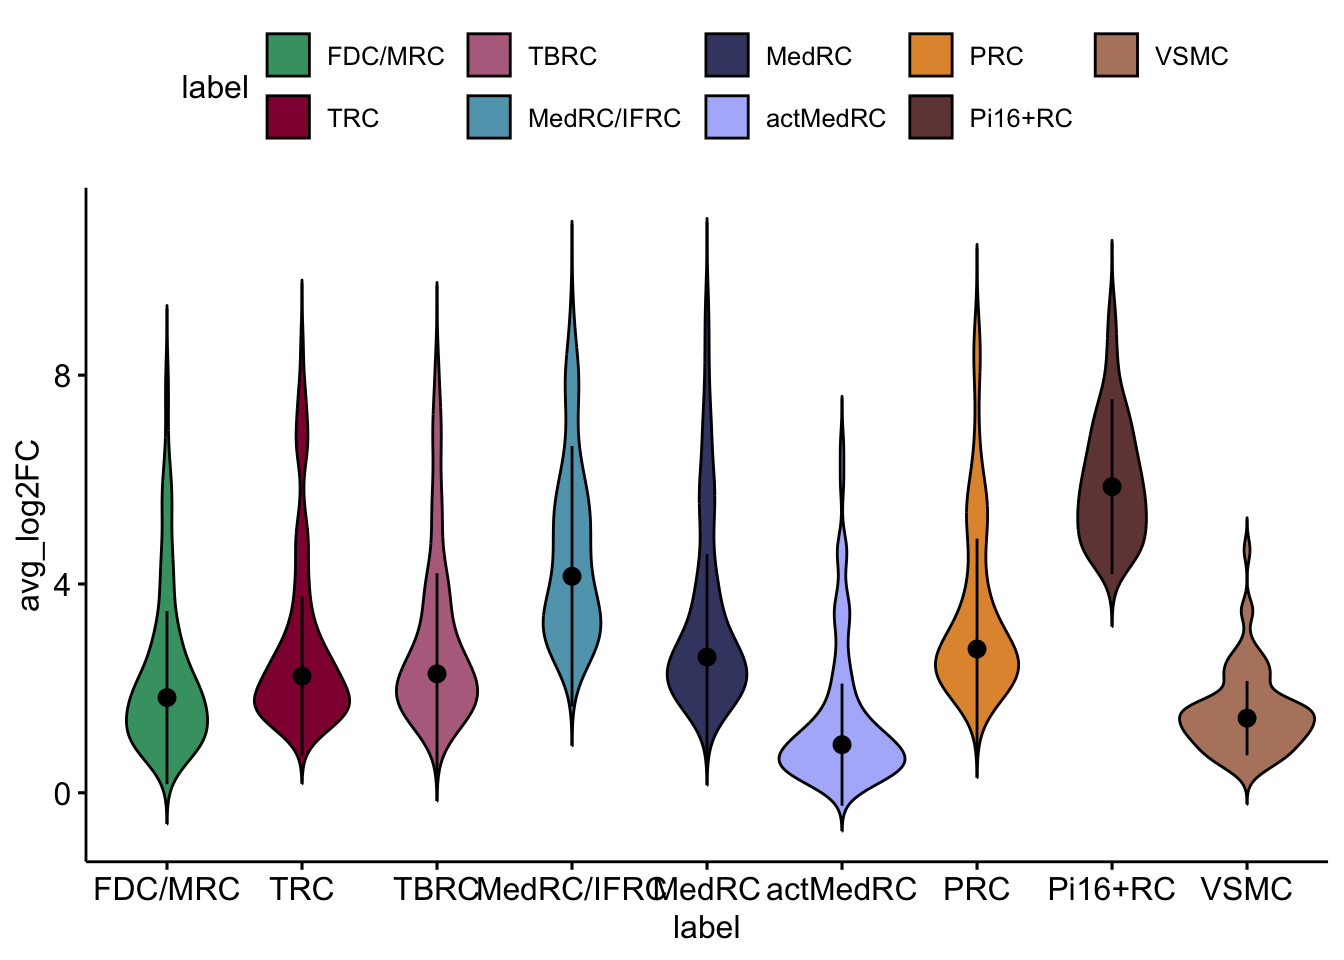 label
FDC/MRC
TBRC
MedRC
PRC
VSMC
TRC
MedRC/IFRC
actMedRC
Pi16+RC
avg_log2FC
8
4
0
FDC/MRC
TRC
TBRC
MedRC/IFRC
MedRC
actMedRC
PRC
Pi16+RC
VSMC
label